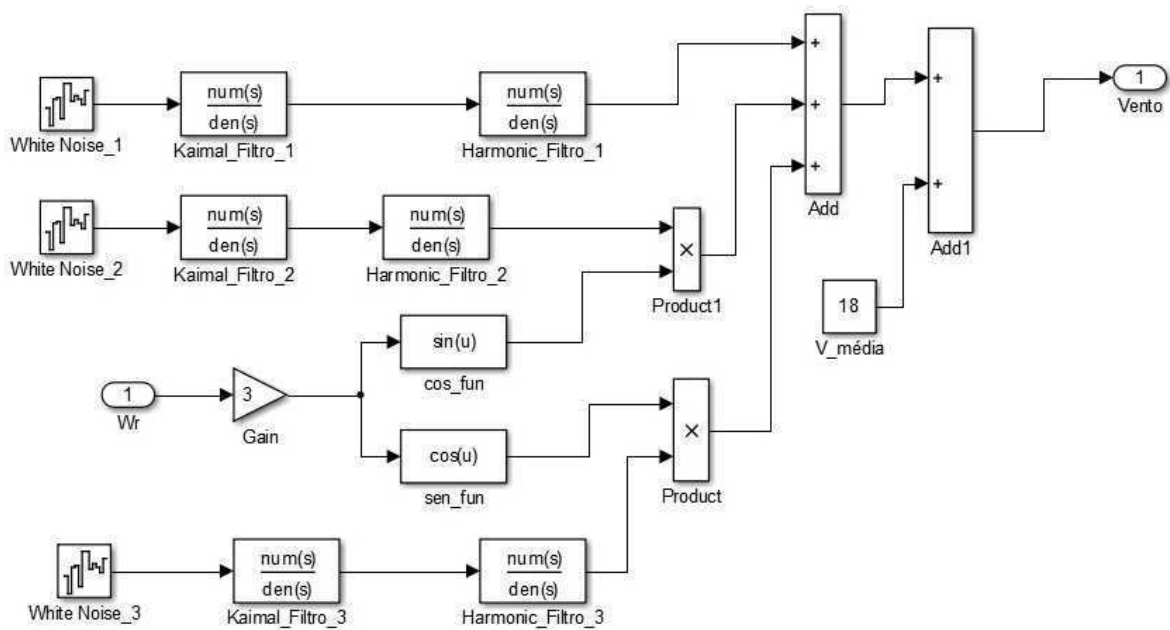 White Noise_1
num(s)
den(s)
Kaimal_Filtro_1
num(s)
den(s)
Harmonic_Filtro_1
+
+
+
Add
+
+
Add1
1
Vento
White Noise_2
num(s)
den(s)
Kaimal_Filtro_2
num(s)
den(s)
Harmonic_Filtro_2
×
Product1
18
V_média
1
Wr
3
Gain
sin(u)
cos_fun
cos(u)
sen_fun
×
Product
White Noise_3
num(s)
den(s)
Kaimal_Filtro_3
num(s)
den(s)
Harmonic_Filtro_3